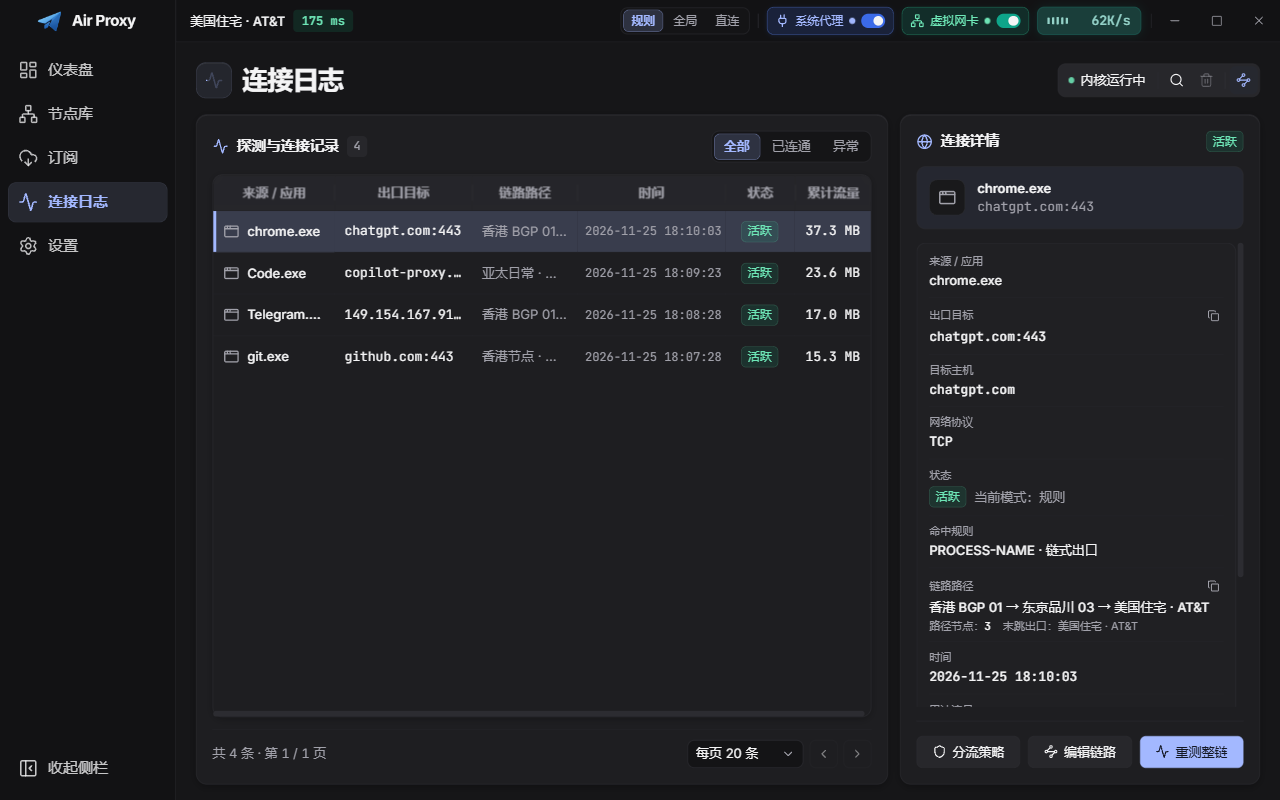 Air Proxy
美国住宅 · AT&T 175 ms
规则 全局 直连
系统代理
虚拟网卡
62K/s
仪表盘
节点库
订阅
连接日志
设置
收起侧栏
连接日志
内核运行中
探测与连接记录 4
全部 已连通 异常
来源 / 应用 出口目标 链路路径 时间 状态 累计流量
chrome.exe chatgpt.com:443 香港 BGP 01... 2026-11-25 18:10:03 活跃 37.3 MB
Code.exe copilot-proxy.… 亚太日常 · ... 2026-11-25 18:09:23 活跃 23.6 MB
Telegram.... 149.154.167.91… 香港 BGP 01... 2026-11-25 18:08:28 活跃 17.0 MB
git.exe github.com:443 香港节点 · ... 2026-11-25 18:07:28 活跃 15.3 MB
共 4 条 · 第 1 / 1 页
每页 20 条
连接详情 活跃
chrome.exe
chatgpt.com:443
来源 / 应用
chrome.exe
出口目标
chatgpt.com:443
目标主机
chatgpt.com
网络协议
TCP
状态
活跃 当前模式：规则
命中规则
PROCESS-NAME · 链式出口
链路路径
香港 BGP 01 → 东京品川 03 → 美国住宅 · AT&T
路径节点：3 末跳出口：美国住宅 · AT&T
时间
2026-11-25 18:10:03
分流策略 编辑链路 重测整链